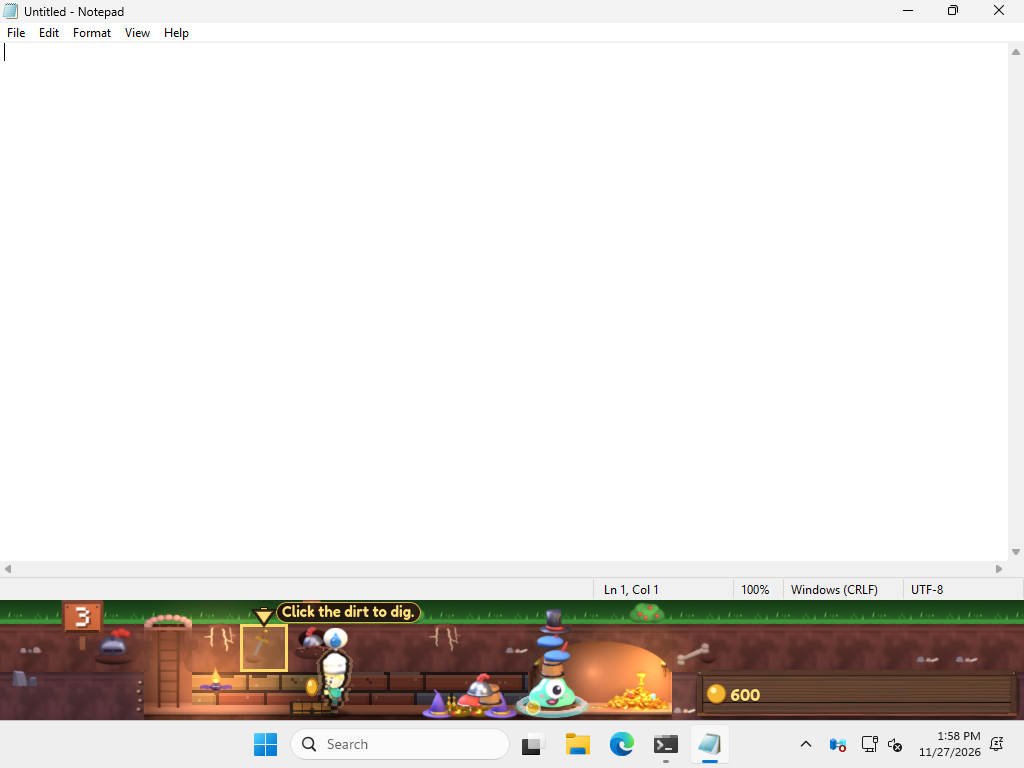 Untitled - Notepad
File Edit Format View Help
Ln 1, Col 1 100% Windows (CRLF) UTF-8
3
Click the dirt to dig.
600
Search
1:58 PM
11/27/2026